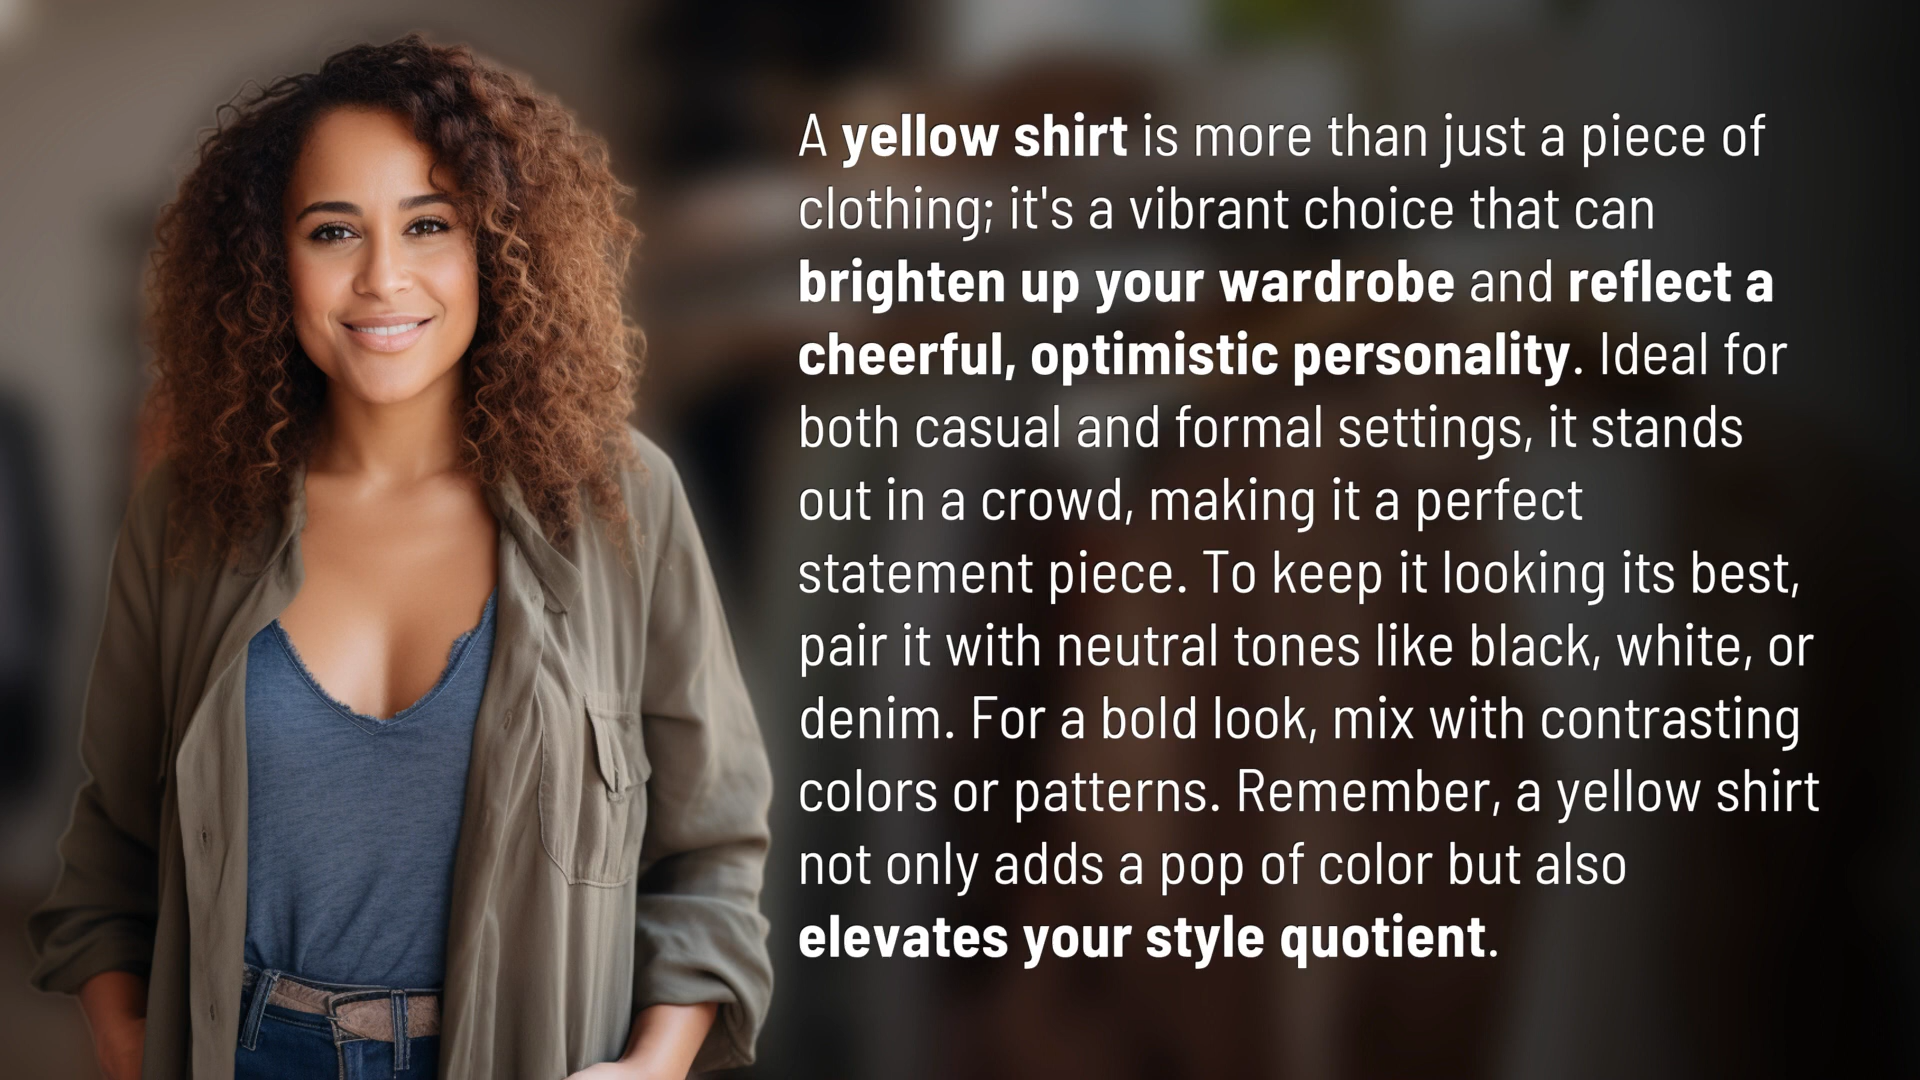 A yellow shirt is more than just a piece of
clothing; it's a vibrant choice that can
brighten up your wardrobe and reflect a
cheerful, optimistic personality. Ideal for
both casual and formal settings, it stands
out in a crowd, making it a perfect
statement piece. To keep it looking its best,
pair it with neutral tones like black, white, or
denim. For a bold look, mix with contrasting
colors or patterns. Remember, a yellow shirt
not only adds a pop of color but also
elevates your style quotient.